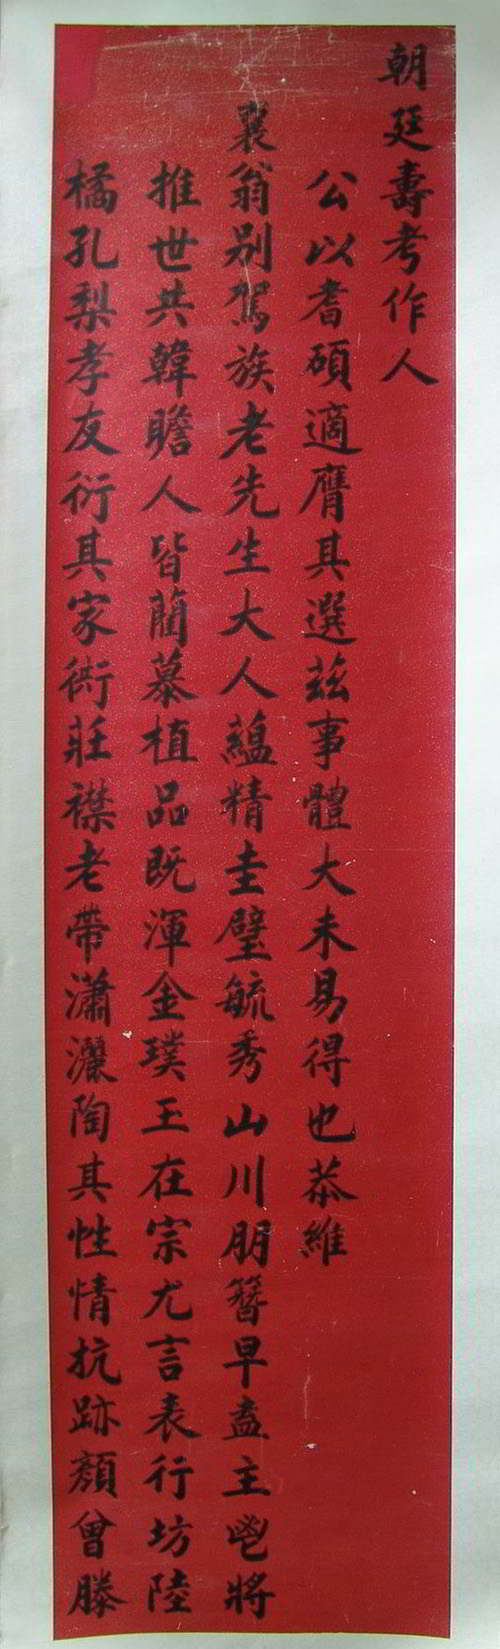 朝廷壽考作人
公以耆碩適膺其選茲事體大未易得也恭維
襄翁别駕族老先生大人蘊精圭璧毓秀山川朋簪早盍主鬯將
推世共韓瞻人皆藺慕植品既渾金璞玉在宗尤言表行坊陸
橘孔梨孝友衍其家衖莊襟老帶瀟灑陶其性情抗跡顏曾滕